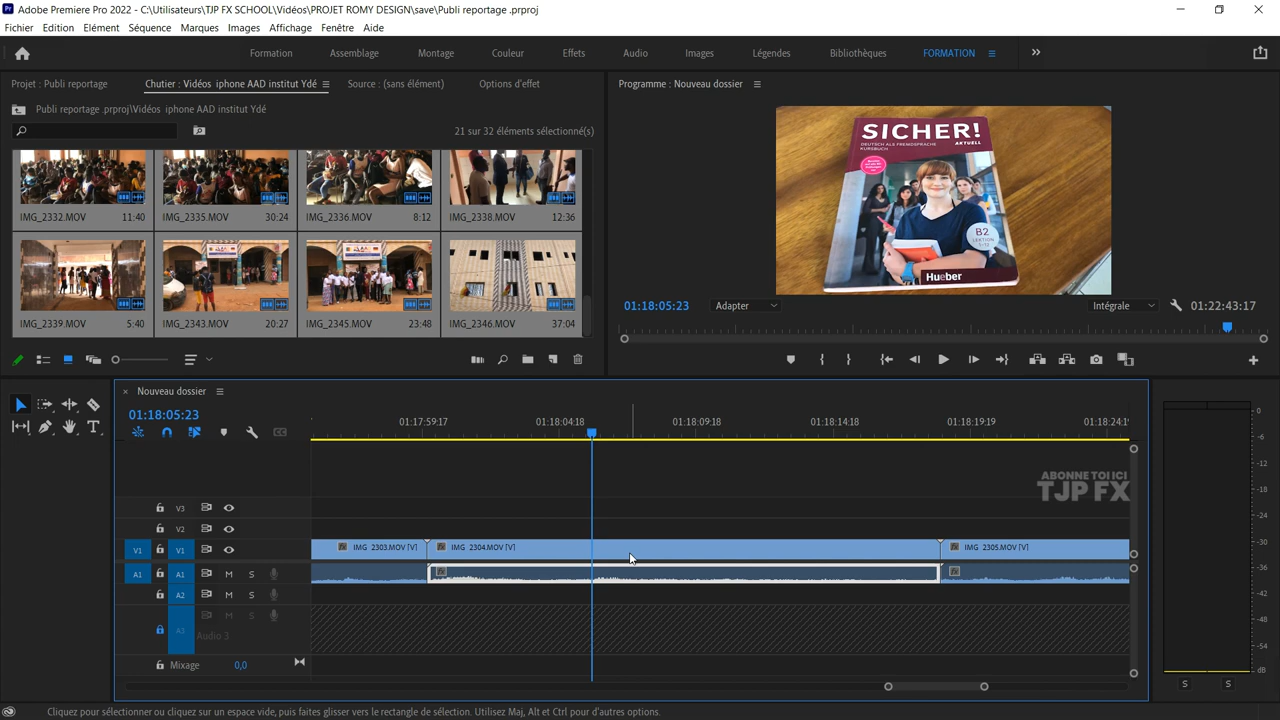 Adobe Premiere Pro 2022 - C:\Utilisateurs\TJP FX SCHOOL\Vidéos\PROJET ROMY DESIGN\save\Publi reportage .prproj
Fichier Edition Elément Séquence Marques Images Affichage Fenêtre Aide
Formation Assemblage Montage Couleur Effets Audio Images Légendes Bibliothèques FORMATION
Projet : Publi reportage Chutier : Vidéos iphone AAD institut Ydé Source : (sans élément) Options d'effet
Programme : Nouveau dossier
Publi reportage .prproj\Vidéos iphone AAD institut Ydé
21 sur 32 éléments sélectionné(s)
IMG_2332.MOV 11:40 IMG_2335.MOV 30:24 IMG_2336.MOV 8:12 IMG_2338.MOV 12:36
IMG_2339.MOV 5:40 IMG_2343.MOV 20:27 IMG_2345.MOV 23:48 IMG_2346.MOV 37:04
SICHER!
AKTUELL
DEUTSCH ALS FREMDSPRACHE
KURSBUCH
B2
LEKTION
Hueber
01:18:05:23 Adapter Intégrale 01:22:43:17
Nouveau dossier
01:18:05:23
01:17:59:17 01:18:04:18 01:18:09:18 01:18:14:18 01:18:19:19 01:18:24:19
ABONNE TOI ICI
TJP FX
V3
V2
V1 V1 IMG_2303.MOV [V] IMG_2304.MOV [V] IMG_2305.MOV [V]
A1 A1 M S
A2 M S
A3 M S
Audio 3
Mixage 0,0
0
-6
-12
-18
-24
-30
-36
-42
-48
-54
dB
S S
Cliquez pour sélectionner ou cliquez sur un espace vide, puis faites glisser vers le rectangle de sélection. Utilisez Maj, Alt et Ctrl pour d'autres options.